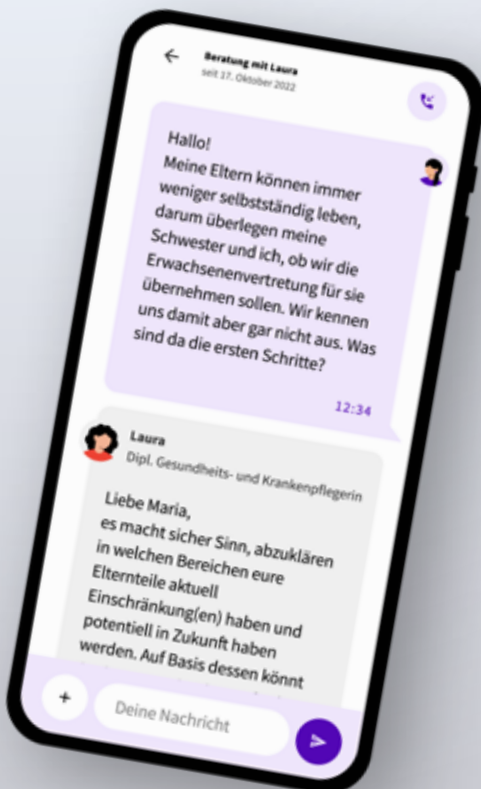 Beratung mit Laura
seit 17. Oktober 2022
Hallo!
Meine Eltern können immer
weniger selbstständig leben,
darum überlegen meine
Schwester und ich, ob wir die
Erwachsenenvertretung für sie
übernehmen sollen. Wir kennen
uns damit aber gar nicht aus. Was
sind da die ersten Schritte?
12:34
Laura
Dipl. Gesundheits- und Krankenpflegerin
Liebe Maria,
es macht sicher Sinn, abzuklären
in welchen Bereichen eure
Elternteile aktuell
Einschränkung(en) haben und
potentiell in Zukunft haben
werden. Auf Basis dessen könnt
Deine Nachricht